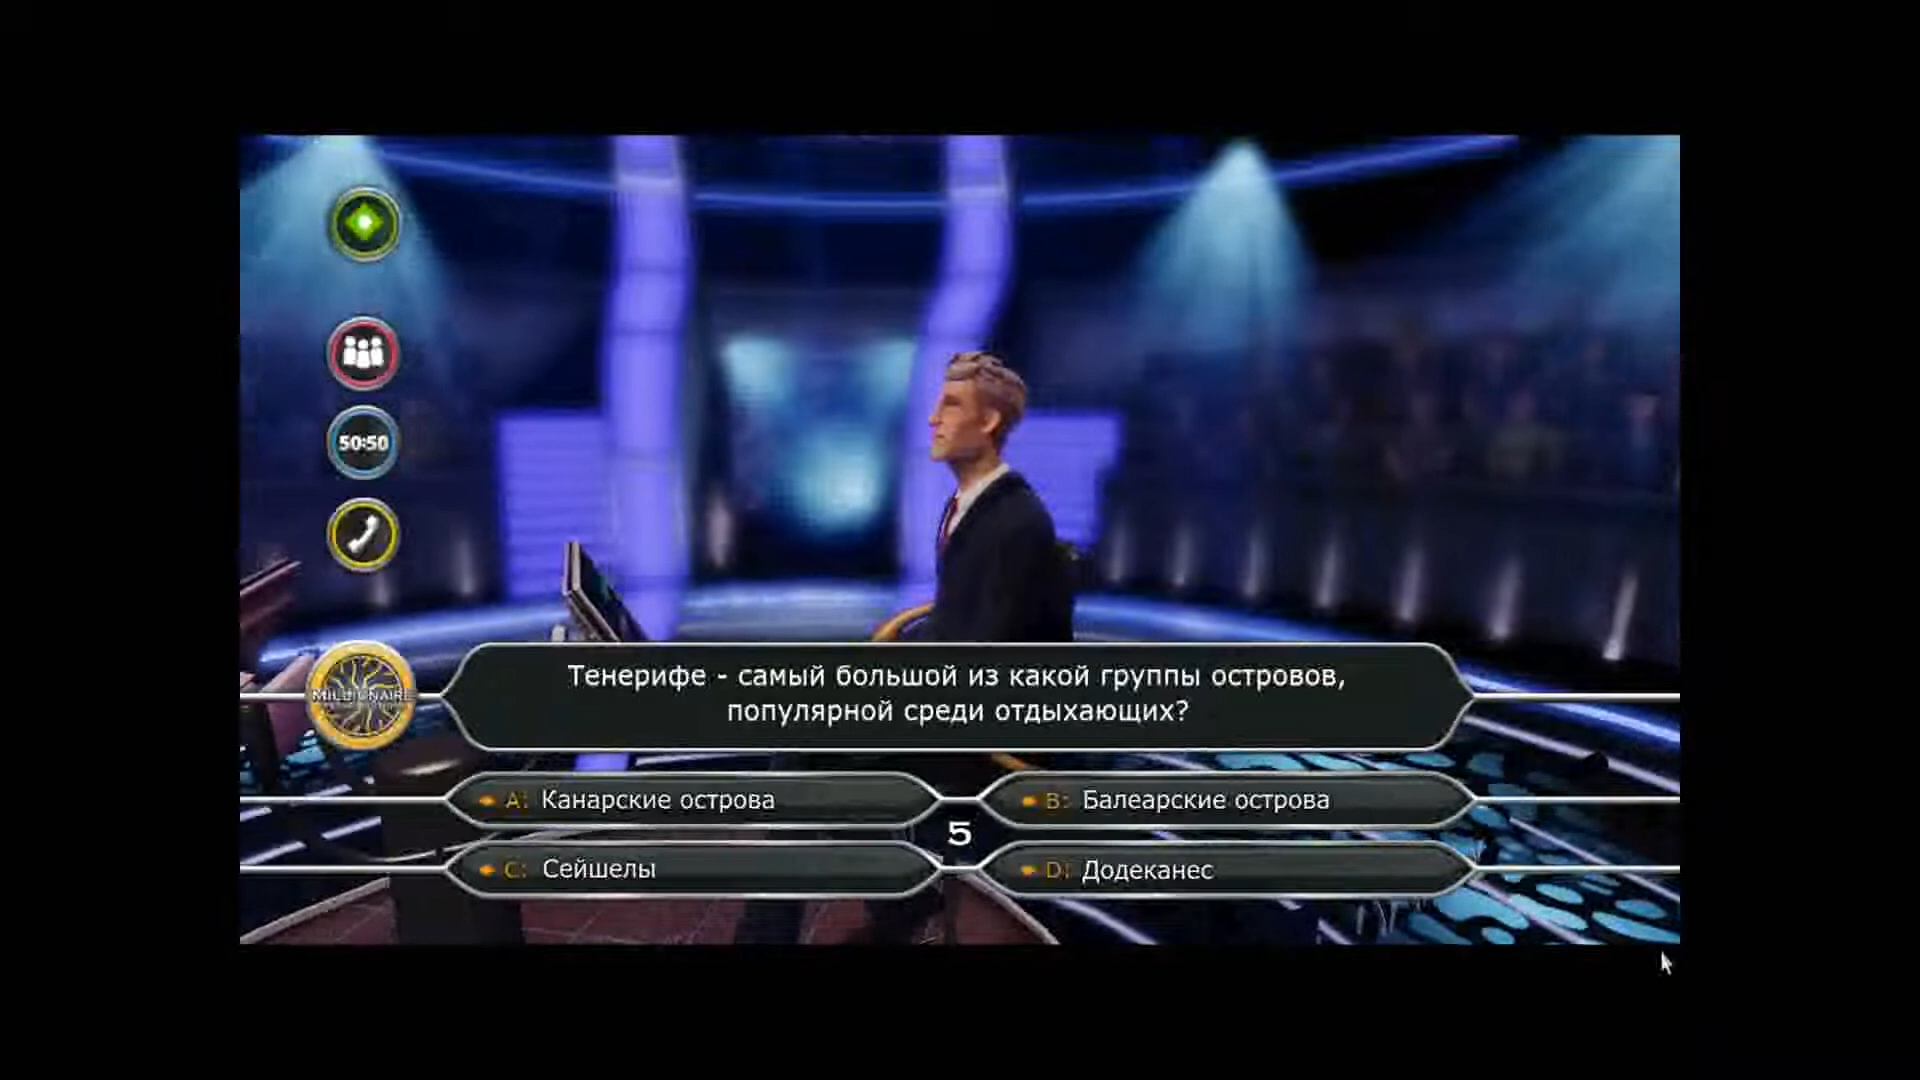 50:50
MILLIONAIRE
Тенерифе - самый большой из какой группы островов,
популярной среди отдыхающих?
A: Канарские острова
B: Балеарские острова
5
C: Сейшелы
D: Додеканес